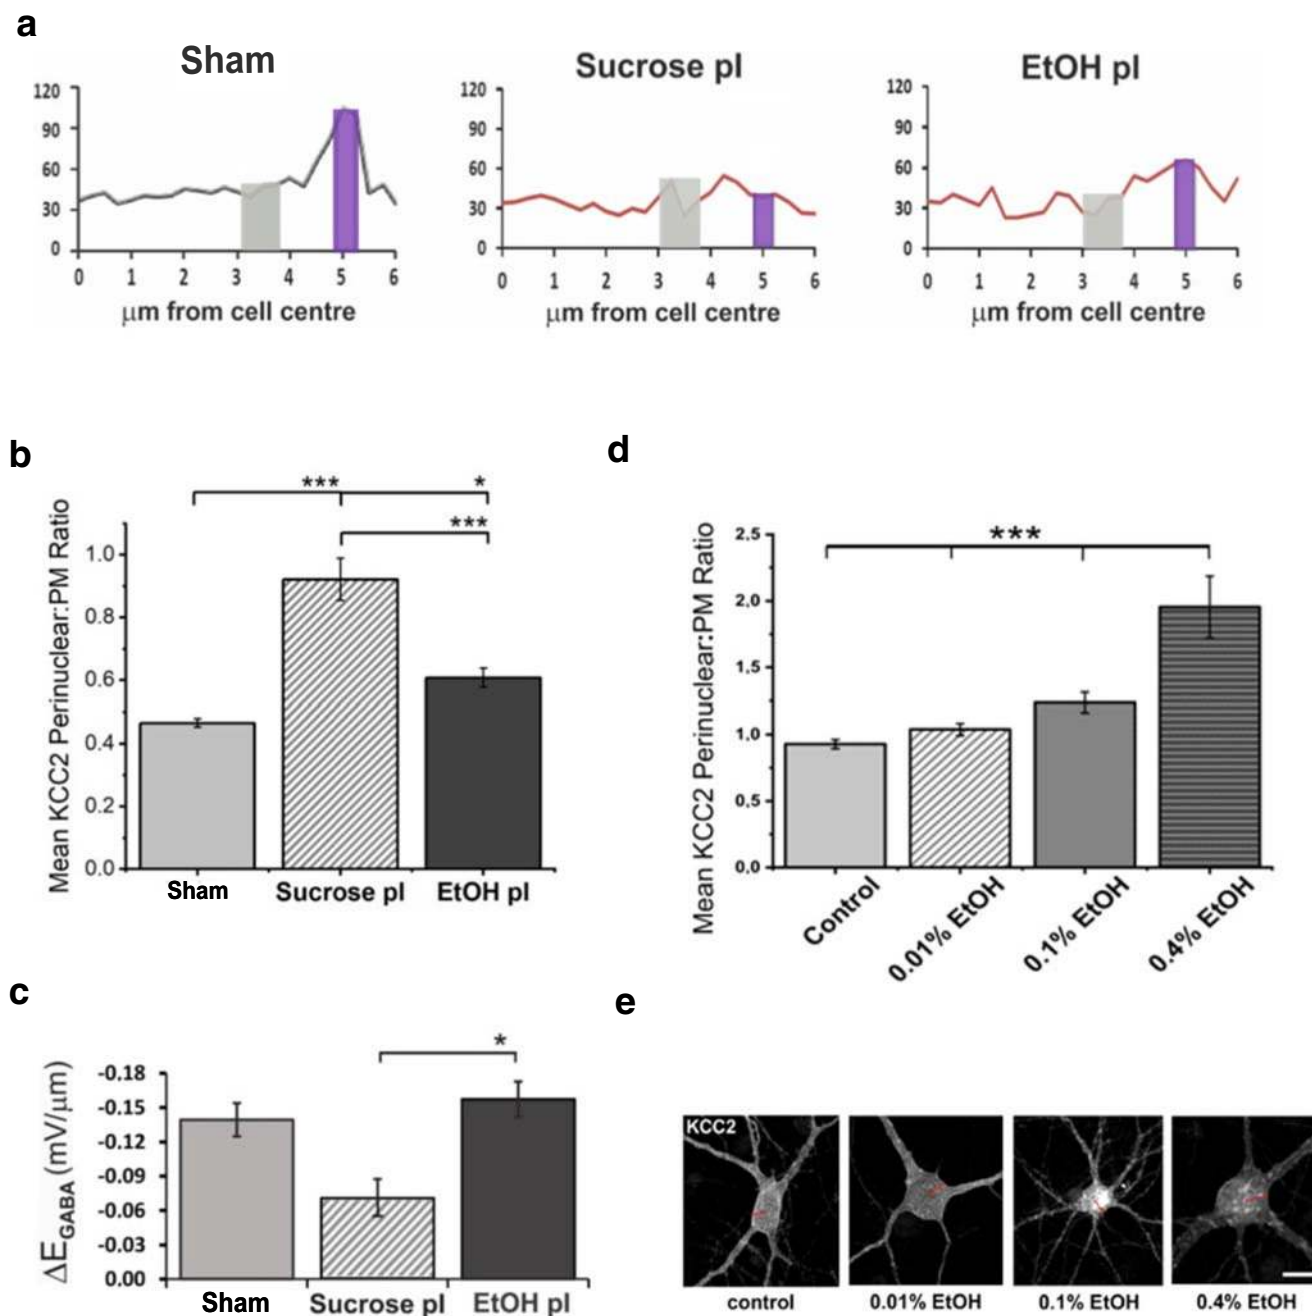 a
Sham
Sucrose pl
EtOH pl
120
90
60
30
0
0 1 2 3 4 5 6
μm from cell centre
120
90
60
30
0
0 1 2 3 4 5 6
μm from cell centre
120
90
60
30
0
0 1 2 3 4 5 6
μm from cell centre
b
Mean KCC2 Perinuclear:PM Ratio
1.0
0.8
0.6
0.4
0.2
0.0
*** *
***
Sham Sucrose pl EtOH pl
d
Mean KCC2 Perinuclear:PM Ratio
2.5
2.0
1.5
1.0
0.5
0.0
***
Control
0.01% EtOH
0.1% EtOH
0.4% EtOH
c
ΔEGABA (mV/μm)
-0.18
-0.15
-0.12
-0.09
-0.06
-0.03
0.00
*
Sham Sucrose pl EtOH pl
e
KCC2
control 0.01% EtOH 0.1% EtOH 0.4% EtOH